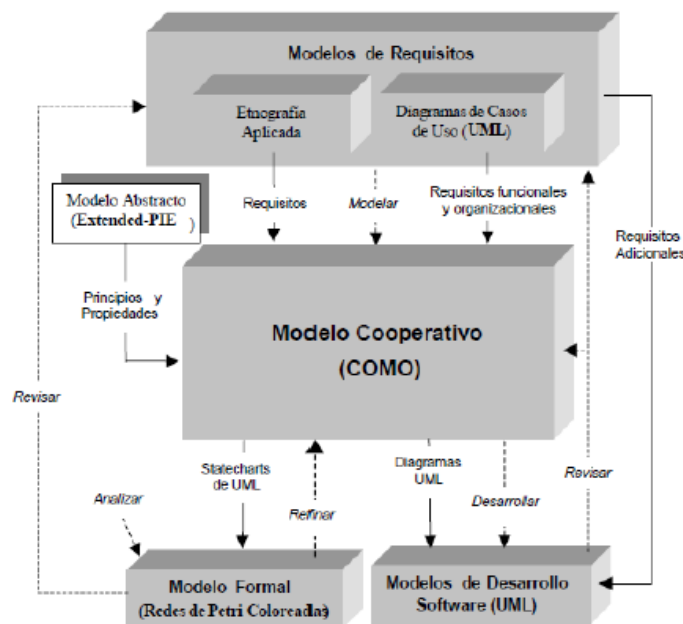 Modelos de Requisitos
Etnografía
Aplicada
Diagramas de Casos
de Uso (UML)
Modelo Abstracto
(Extended-PIE )
Requisitos
Modelar
Requisitos funcionales
y organizacionales
Requisitos
Adicionales
Principios y
Propiedades
Modelo Cooperativo
(COMO)
Revisar
Statecharts
de UML
Diagramas
UML
Revisar
Analizar
Refinar
Desarrollar
Modelo Formal
(Redes de Petri Coloreadas)
Modelos de Desarrollo
Software (UML)